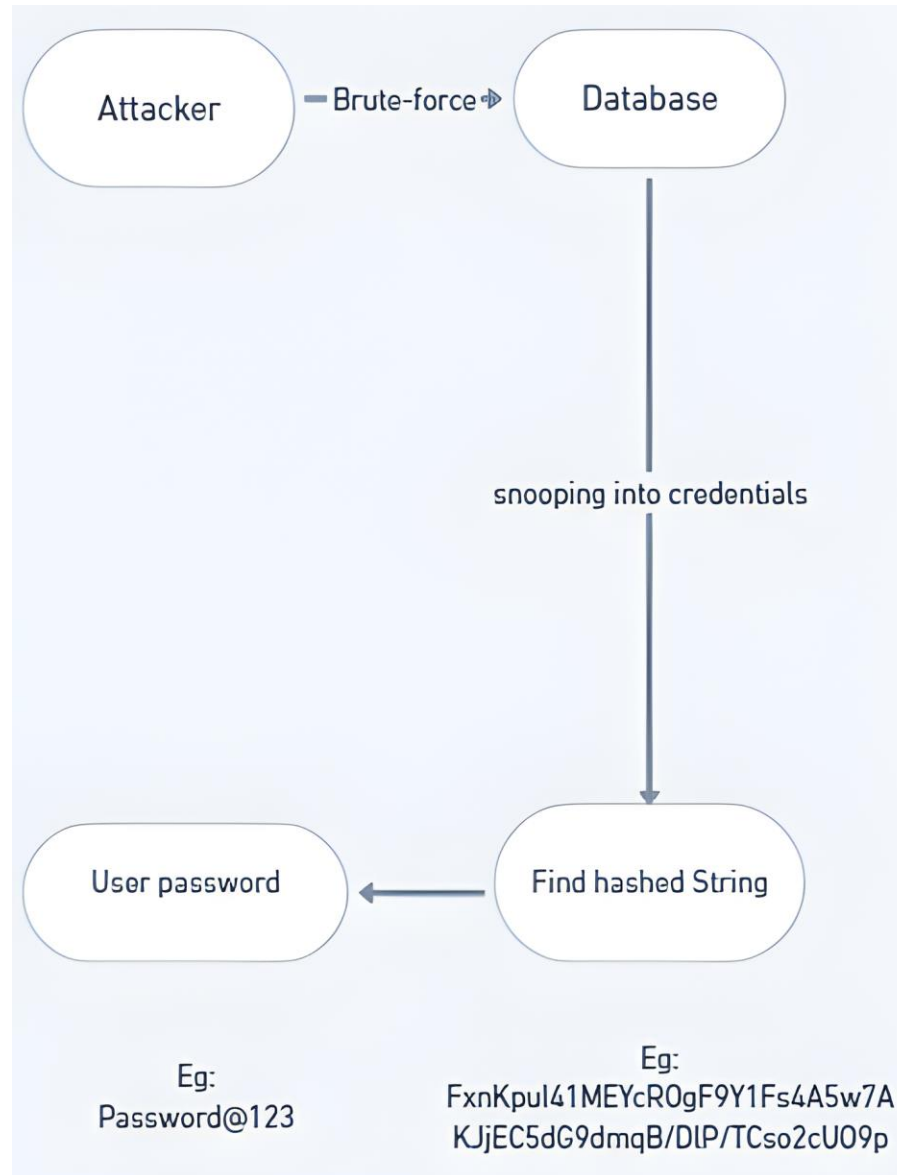 Attacker
Brute-force
Database
snooping into credentials
User password
Find hashed String
Eg:
Password@123
Eg:
FxnKpul41MEYcR0gF9Y1Fs4A5w7A
KJjEC5dG9dmqB/DlP/TCso2cUO9p